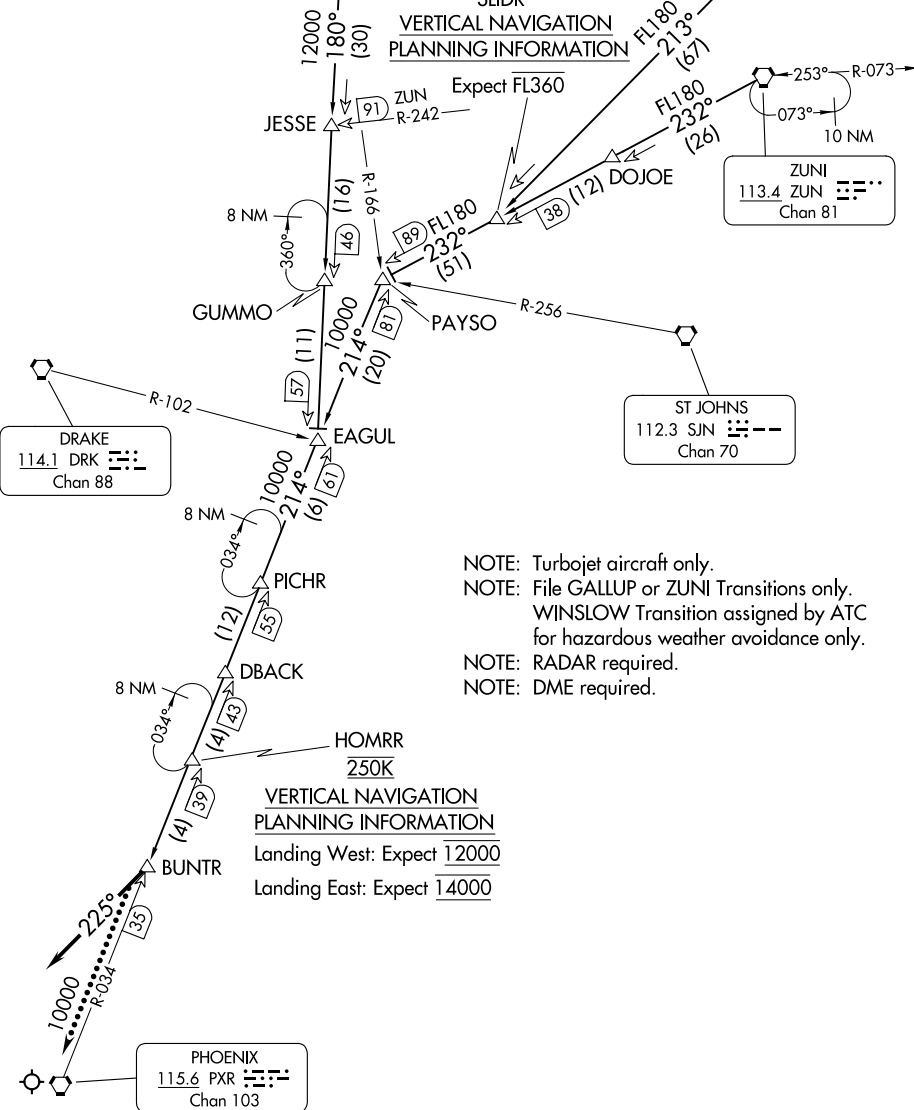 SLIDR
VERTICAL NAVIGATION
PLANNING INFORMATION
Expect FL360
12000
180°
(30)
FL180
213°
(67)
253°
R-073
073°
10 NM
FL180
232°
(26)
DOJOE
ZUNI
113.4 ZUN
Chan 81
JESSE
91
ZUN
R-242
R-199
(16)
8 NM
360°
46
GUMMO
(12)
38
89
FL180
232°
(51)
PAYSO
R-256
ST JOHNS
112.3 SJN
Chan 70
(11)
57
10000
214°
(20)
81
R-102
DRAKE
114.1 DRK
Chan 88
EAGUL
10000
214°
(6)
61
8 NM
034°
PICHR
55
(12)
NOTE: Turbojet aircraft only.
NOTE: File GALLUP or ZUNI Transitions only.
WINSLOW Transition assigned by ATC
for hazardous weather avoidance only.
NOTE: RADAR required.
NOTE: DME required.
DBACK
8 NM
034°
43
(4)
HOMRR
250K
VERTICAL NAVIGATION
PLANNING INFORMATION
Landing West: Expect 12000
Landing East: Expect 14000
39
(4)
BUNTR
225°
35
10000
R-034
PHOENIX
115.6 PXR
Chan 103